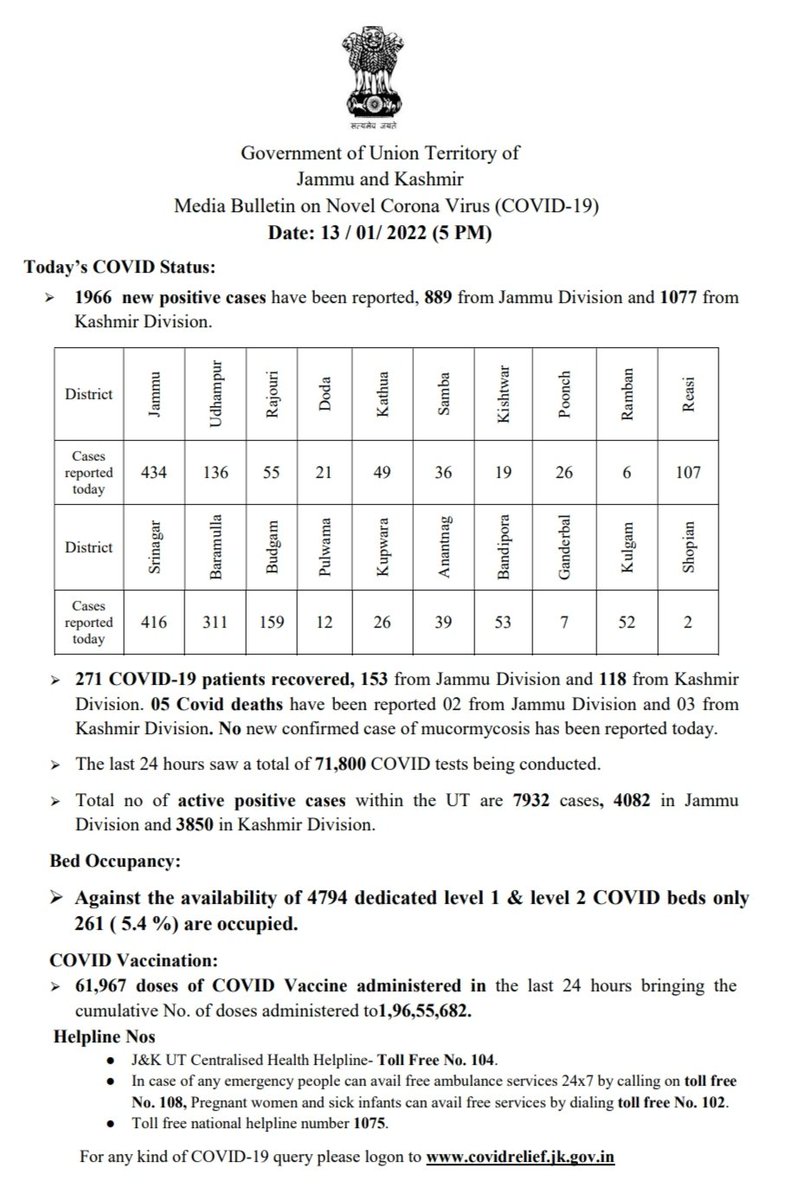 सत्यमेव जयते
Government of Union Territory of
Jammu and Kashmir
Media Bulletin on Novel Corona Virus (COVID-19)
Date: 13 / 01/ 2022 (5 PM)
Today’s COVID Status:
➢ 1966 new positive cases have been reported, 889 from Jammu Division and 1077 from
Kashmir Division.
District Jammu Udhampur Rajouri Doda Kathua Samba Kishtwar Poonch Ramban Reasi
Cases
reported
today
434 136 55 21 49 36 19 26 6 107
District Srinagar Baramulla Budgam Pulwama Kupwara Anantnag Bandipora Ganderbal Kulgam Shopian
Cases
reported
today
416 311 159 12 26 39 53 7 52 2
➢ 271 COVID-19 patients recovered, 153 from Jammu Division and 118 from Kashmir
Division. 05 Covid deaths have been reported 02 from Jammu Division and 03 from
Kashmir Division. No new confirmed case of mucormycosis has been reported today.
➢ The last 24 hours saw a total of 71,800 COVID tests being conducted.
➢ Total no of active positive cases within the UT are 7932 cases, 4082 in Jammu
Division and 3850 in Kashmir Division.
Bed Occupancy:
➢ Against the availability of 4794 dedicated level 1 & level 2 COVID beds only
261 ( 5.4 %) are occupied.
COVID Vaccination:
➢ 61,967 doses of COVID Vaccine administered in the last 24 hours bringing the
cumulative No. of doses administered to1,96,55,682.
Helpline Nos
● J&K UT Centralised Health Helpline- Toll Free No. 104.
● In case of any emergency people can avail free ambulance services 24x7 by calling on toll free
No. 108, Pregnant women and sick infants can avail free services by dialing toll free No. 102.
● Toll free national helpline number 1075.
For any kind of COVID-19 query please logon to www.covidrelief.jk.gov.in